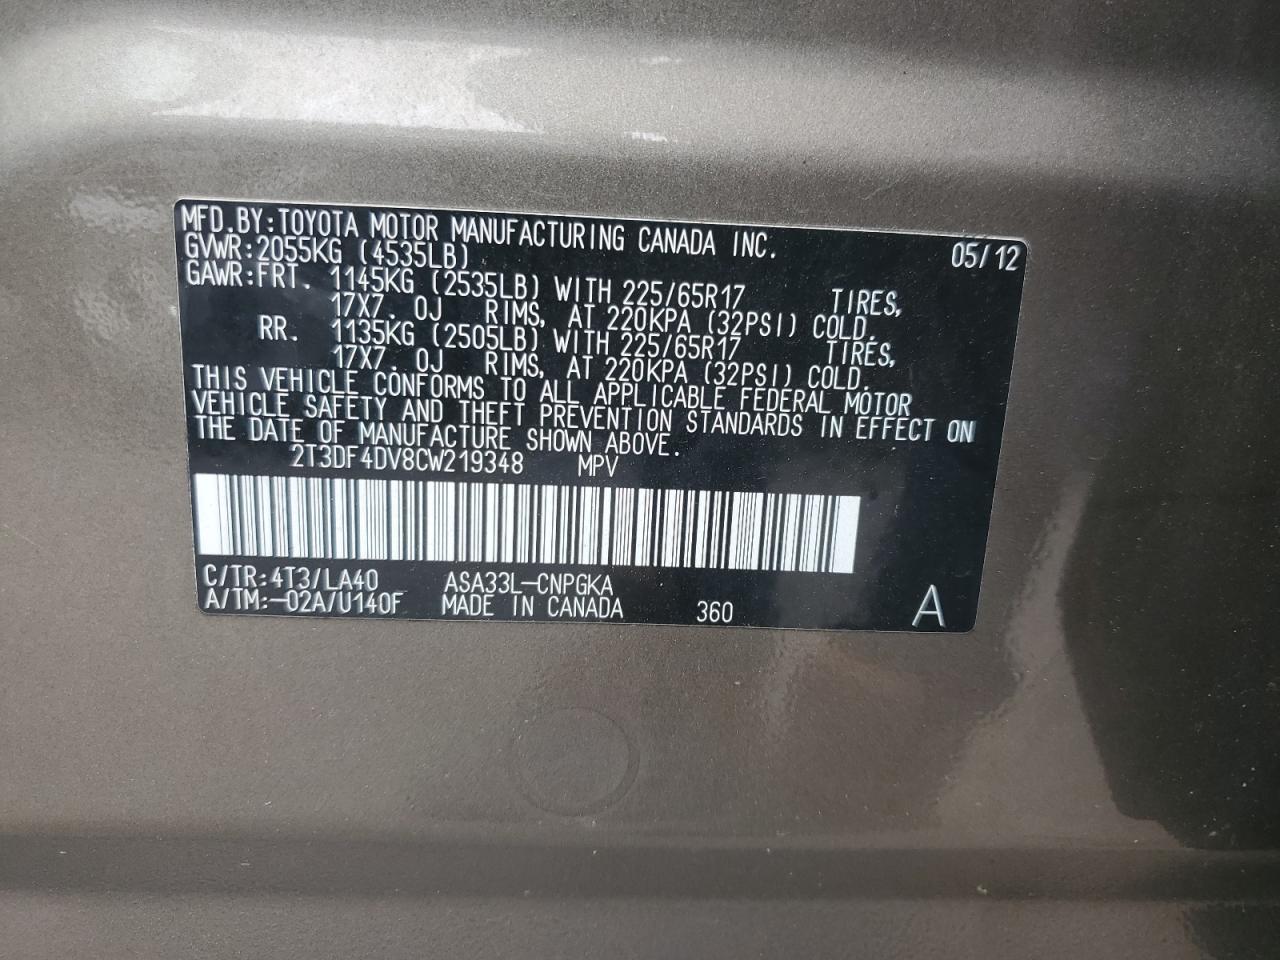 MFD.BY:TOYOTA MOTOR MANUFACTURING CANADA INC. 05/12
GVWR:2055KG (4535LB)
GAWR:FRT. 1145KG (2535LB) WITH 225/65R17 TIRES,
17X7. 0J RIMS, AT 220KPA (32PSI) COLD.
RR. 1135KG (2505LB) WITH 225/65R17 TIRES,
17X7. 0J RIMS, AT 220KPA (32PSI) COLD.
THIS VEHICLE CONFORMS TO ALL APPLICABLE FEDERAL MOTOR
VEHICLE SAFETY AND THEFT PREVENTION STANDARDS IN EFFECT ON
THE DATE OF MANUFACTURE SHOWN ABOVE.
2T3DF4DV8CW219348 MPV
C/TR:4T3/LA40 ASA33L-CNPGKA
A/TM:-02A/U140F MADE IN CANADA 360 A